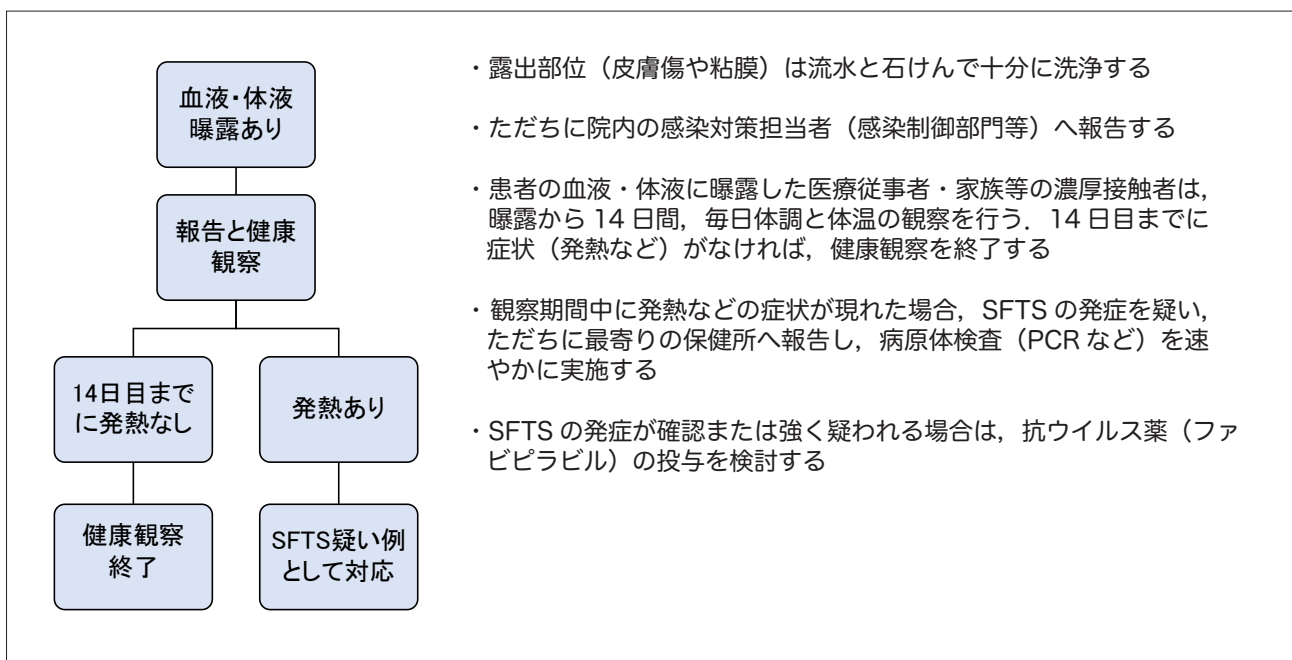 血液・体液
曝露あり
報告と健康
観察
14日目まで
に発熱なし
発熱あり
健康観察
終了
SFTS疑い例
として対応
・露出部位（皮膚傷や粘膜）は流水と石けんで十分に洗浄する
・ただちに院内の感染対策担当者（感染制御部門等）へ報告する
・患者の血液・体液に曝露した医療従事者・家族等の濃厚接触者は，
曝露から 14 日間，毎日体調と体温の観察を行う．14 日目までに
症状（発熱など）がなければ，健康観察を終了する
・観察期間中に発熱などの症状が現れた場合，SFTS の発症を疑い，
ただちに最寄りの保健所へ報告し，病原体検査（PCR など）を速
やかに実施する
・SFTS の発症が確認または強く疑われる場合は，抗ウイルス薬（ファ
ビピラビル）の投与を検討する